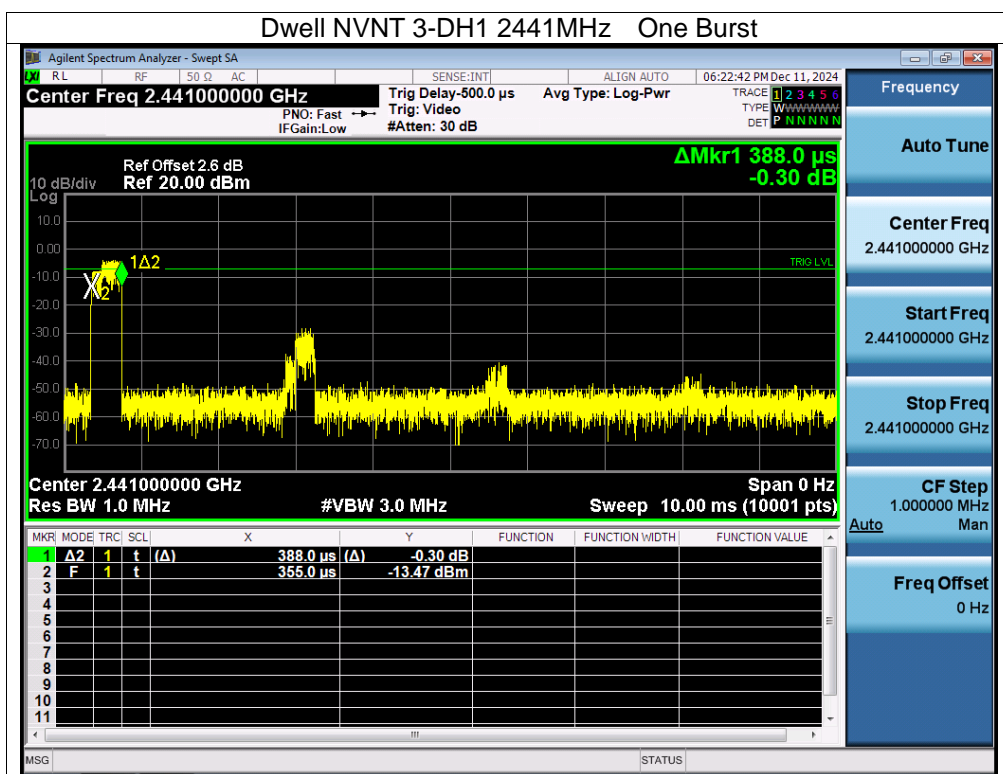 Dwell NVNT 3-DH1 2441MHz One Burst
Agilent Spectrum Analyzer - Swept SA
LXI RL RF 50 Ω AC SENSE:INT ALIGN AUTO 06:22:42 PM Dec 11, 2024
Center Freq 2.441000000 GHz
PNO: Fast
IFGain:Low
Trig Delay-500.0 µs
Trig: Video
#Atten: 30 dB
Avg Type: Log-Pwr
TRACE 1 2 3 4 5 6
TYPE WWWWWW
DET P N N N N N
Frequency
Auto Tune
Center Freq
2.441000000 GHz
Start Freq
2.441000000 GHz
Stop Freq
2.441000000 GHz
CF Step
1.000000 MHz
Auto Man
Freq Offset
0 Hz
ΔMkr1 388.0 µs
-0.30 dB
Ref Offset 2.6 dB
10 dB/div Ref 20.00 dBm
Log
10.0
0.00
-10.0
-20.0
-30.0
-40.0
-50.0
-60.0
-70.0
1Δ2
2
TRIG LVL
Center 2.441000000 GHz Span 0 Hz
Res BW 1.0 MHz #VBW 3.0 MHz Sweep 10.00 ms (10001 pts)
MKR MODE TRC SCL X Y FUNCTION FUNCTION WIDTH FUNCTION VALUE
1 Δ2 1 t (Δ) 388.0 µs (Δ) -0.30 dB
2 F 1 t 355.0 µs -13.47 dBm
3
4
5
6
7
8
9
10
11
MSG STATUS